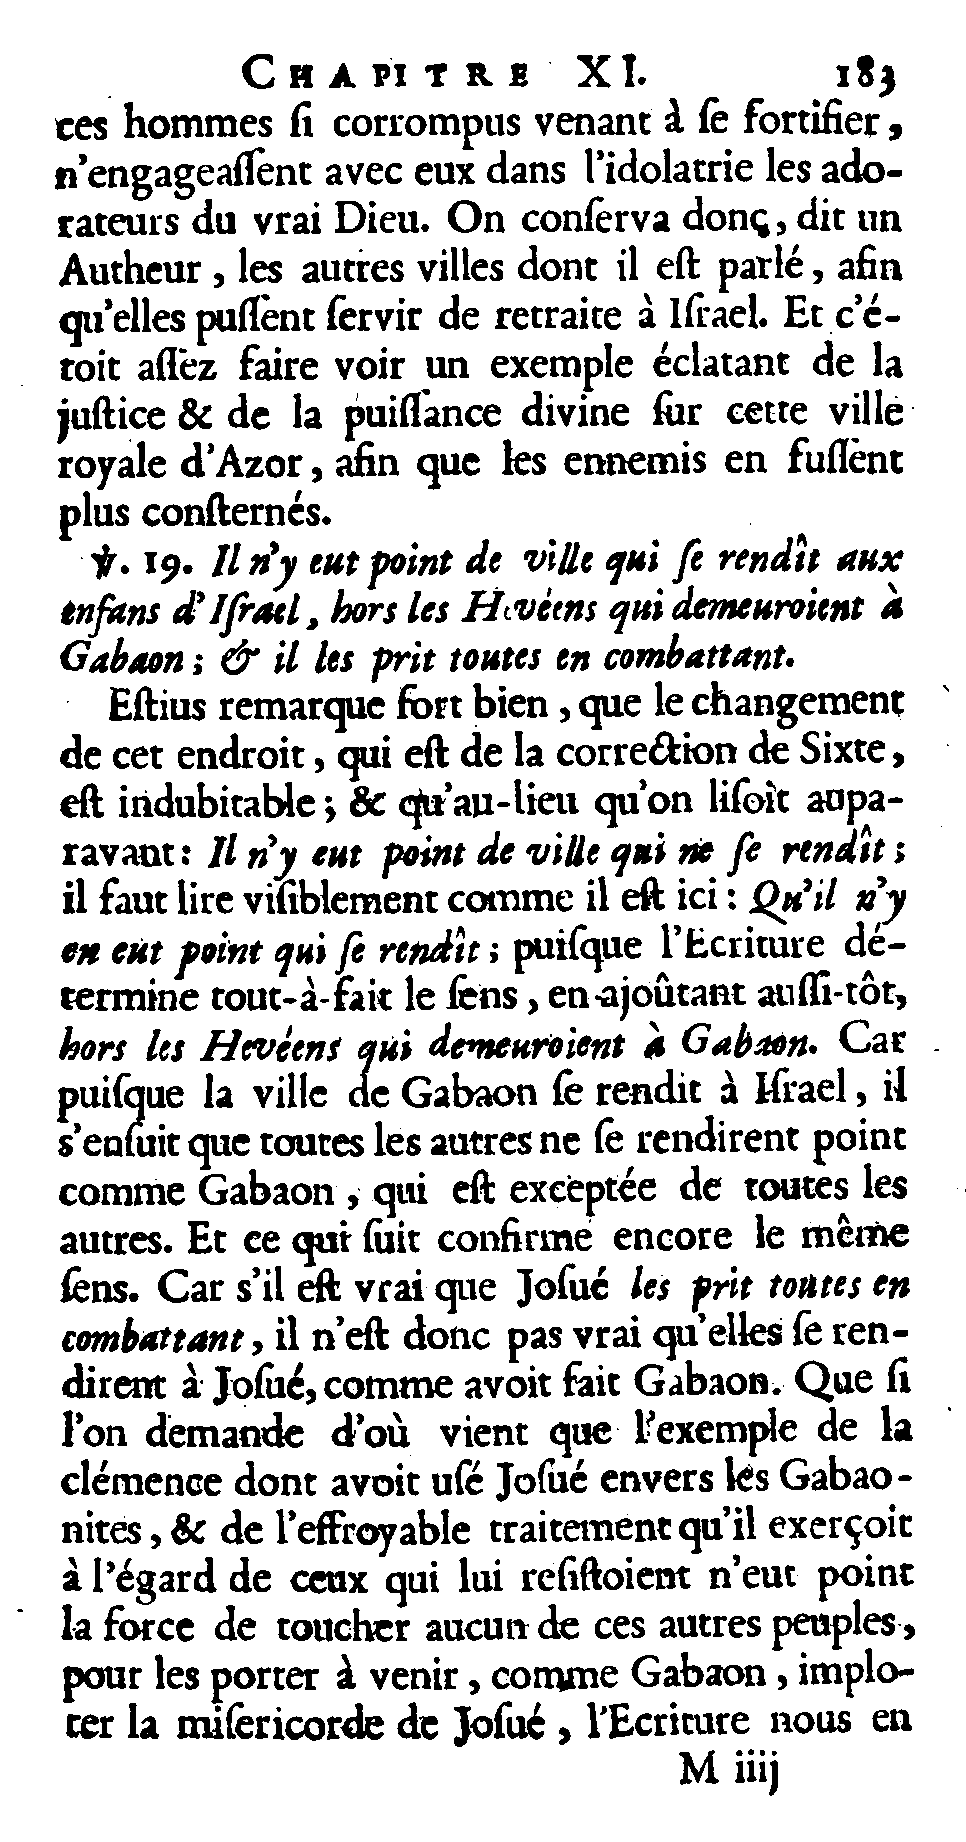 CHAPITRE XI. 183
ces hommes ſi corrompus venant à ſe fortifier,
n'engageaſſent avec eux dans l'idolatrie les ado-
rateurs du vrai Dieu. On conſerva donc, dit un
Autheur, les autres villes dont il eſt parlé, afin
qu'elles puſſent ſervir de retraite à Iſrael. Et c'é-
toit aſſez faire voir un exemple éclatant de la
juſtice & de la puiſſance divine ſur cette ville
royale d'Azor, afin que les ennemis en fuſſent
plus conſternés.
℣. 19. Il n'y eut point de ville qui ſe rendît aux
enfans d'Iſrael, hors les Hevéens qui demeuroient à
Gabaon; & il les prit toutes en combattant.
Eſtius remarque fort bien, que le changement
de cet endroit, qui eſt de la correction de Sixte,
eſt indubitable; & qu'au-lieu qu'on liſoit aupa-
ravant: Il n'y eut point de ville qui ne ſe rendît;
il faut lire viſiblement comme il eſt ici: Qu'il n'y
en eut point qui ſe rendît; puiſque l'Ecriture dé-
termine tout-à-fait le ſens, en ajoûtant auſſi-tôt,
hors les Hevéens qui demeuroient à Gabaon. Car
puiſque la ville de Gabaon ſe rendit à Iſrael, il
s'enſuit que toutes les autres ne ſe rendirent point
comme Gabaon, qui eſt exceptée de toutes les
autres. Et ce qui ſuit confirme encore le même
ſens. Car s'il eſt vrai que Joſué les prit toutes en
combattant, il n'eſt donc pas vrai qu'elles ſe ren-
dirent à Joſué, comme avoit fait Gabaon. Que ſi
l'on demande d'où vient que l'exemple de la
clémence dont avoit uſé Joſué envers les Gabao-
nites, & de l'effroyable traitement qu'il exerçoit
à l'égard de ceux qui lui reſiſtoient n'eut point
la force de toucher aucun de ces autres peuples,
pour les porter à venir, comme Gabaon, implo-
rer la miſericorde de Joſué, l'Ecriture nous en
M iiij